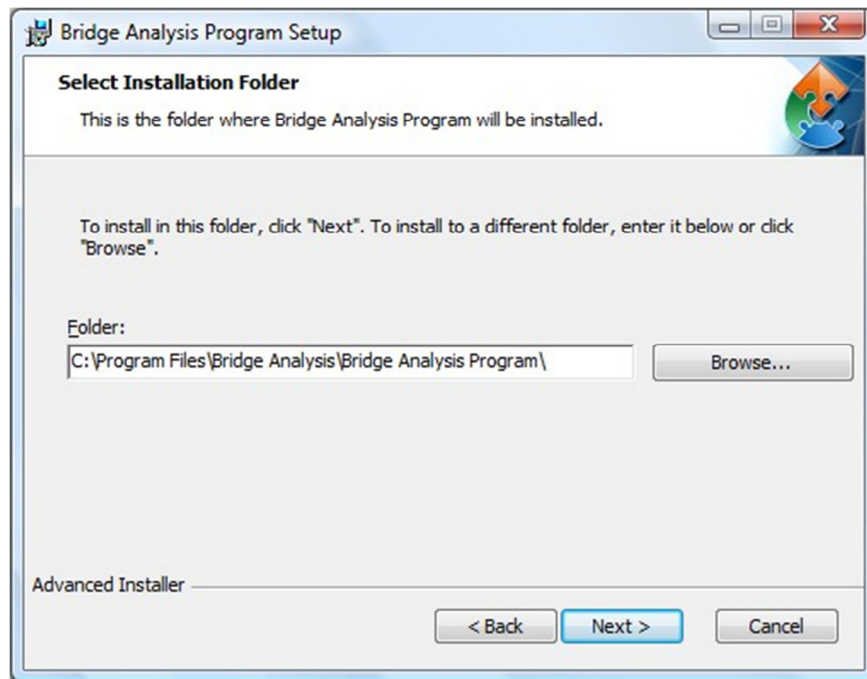 Bridge Analysis Program Setup
Select Installation Folder
This is the folder where Bridge Analysis Program will be installed.
To install in this folder, click "Next". To install to a different folder, enter it below or click
"Browse".
Folder:
C:\Program Files\Bridge Analysis\Bridge Analysis Program\
Browse...
Advanced Installer
< Back
Next >
Cancel